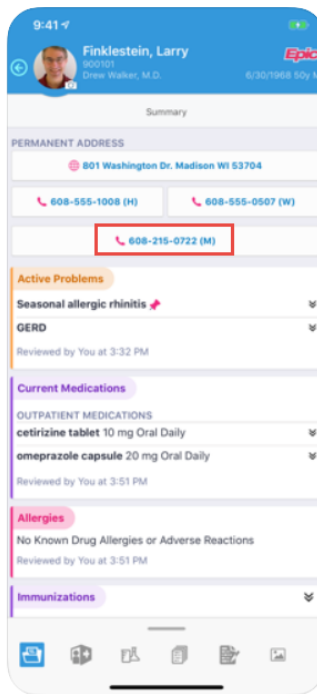 9:41
Finklestein, Larry
900101
Drew Walker, M.D.
Epic
6/30/1968 50y M
Summary
PERMANENT ADDRESS
801 Washington Dr. Madison WI 53704
608-555-1008 (H)
608-555-0507 (W)
608-215-0722 (M)
Active Problems
Seasonal allergic rhinitis
GERD
Reviewed by You at 3:32 PM
Current Medications
OUTPATIENT MEDICATIONS
cetirizine tablet 10 mg Oral Daily
omeprazole capsule 20 mg Oral Daily
Reviewed by You at 3:51 PM
Allergies
No Known Drug Allergies or Adverse Reactions
Reviewed by You at 3:51 PM
Immunizations